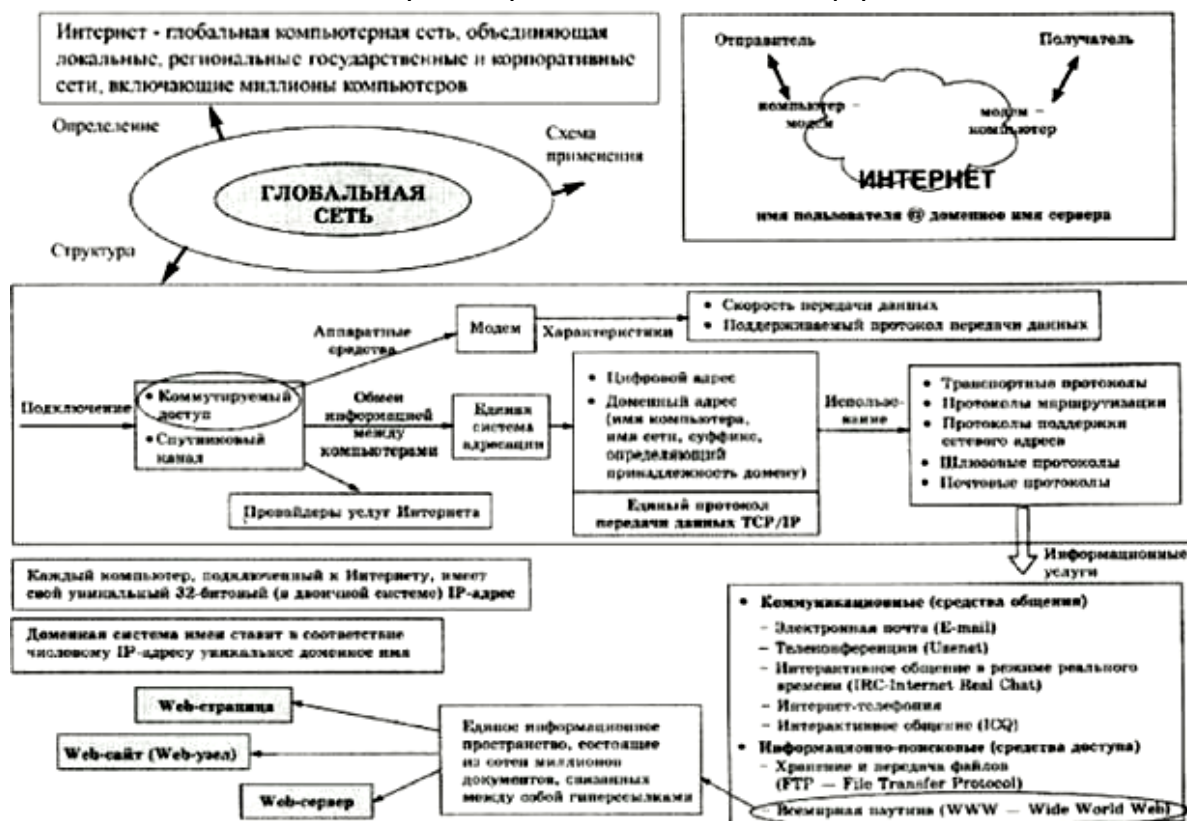 Интернет - глобальная компьютерная сеть, объединяющая
локальные, региональные государственные и корпоративные
сети, включающие миллионы компьютеров
Определение
Схема
применения
ГЛОБАЛЬНАЯ
СЕТЬ
Структура
Отправитель
Получатель
компьютер –
модем
модем –
компьютер
ИНТЕРНЕТ
имя пользователя @ доменное имя сервера
Подключение
• Коммутируемый
доступ
• Спутниковый
канал
Аппаратные
средства
Модем
Характеристики
• Скорость передачи данных
• Поддерживаемый протокол передачи данных
Обмен
информацией
между
компьютерами
Единая
система
адресации
• Цифровой адрес
• Доменный адрес
(имя компьютера,
имя сети, суффикс,
определяющий
принадлежность домену)
Единый протокол
передачи данных TCP/IP
Использо-
вание
• Транспортные протоколы
• Протоколы маршрутизации
• Протоколы поддержки
сетевого адреса
• Шлюзовые протоколы
• Почтовые протоколы
Провайдеры услуг Интернета
Информационные
услуги
Каждый компьютер, подключенный к Интернету, имеет
свой уникальный 32-битовый (в двоичной системе) IP-адрес
Доменная система имен ставит в соответствие
числовому IP-адресу уникальное доменное имя
• Коммуникационные (средства общения)
– Электронная почта (E-mail)
– Телеконференции (Usenet)
– Интерактивное общение в режиме реального
времени (IRC-Internet Real Chat)
– Интернет-телефония
– Интерактивное общение (ICQ)
• Информационно-поисковые (средства доступа)
– Хранение и передача файлов
(FTP — File Transfer Protocol)
– Всемирная паутина (WWW — Wide World Web)
Единое информационное
пространство, состоящее
из сотен миллионов
документов, связанных
между собой гиперссылками
Web-страница
Web-сайт (Web-узел)
Web-сервер